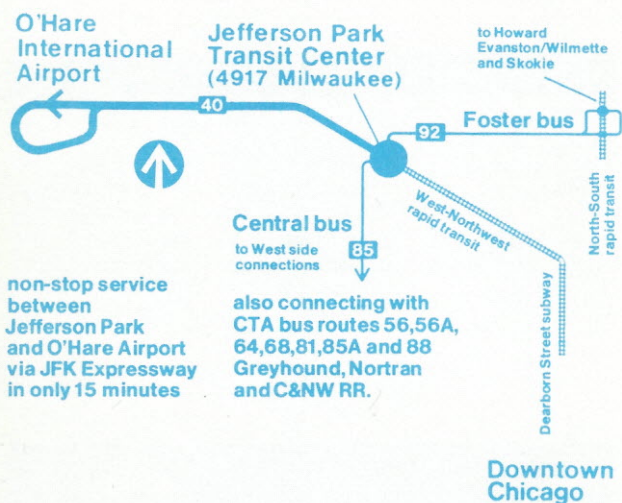 O'Hare
International
Airport
Jefferson Park
Transit Center
(4917 Milwaukee)
to Howard
Evanston/Wilmette
and Skokie
40
92
Foster bus
North-South
rapid transit
West-Northwest
rapid transit
Central bus
to West side
connections
85
Dearborn Street subway
non-stop service
between
Jefferson Park
and O'Hare Airport
via JFK Expressway
in only 15 minutes
also connecting with
CTA bus routes 56,56A,
64,68,81,85A and 88
Greyhound, Nortran
and C&NW RR.
Downtown
Chicago